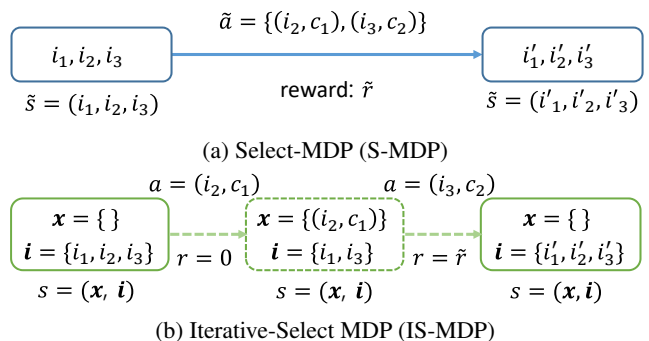 ã = {(i₂, c₁), (i₃, c₂)}
i₁, i₂, i₃
i′₁, i′₂, i′₃
reward: r̃
s̃ = (i₁, i₂, i₃)
s̃ = (i′₁, i′₂, i′₃)
(a) Select-MDP (S-MDP)
a = (i₂, c₁)
a = (i₃, c₂)
x = { }
i = {i₁, i₂, i₃}
r = 0
x = {(i₂, c₁)}
i = {i₁, i₃}
r = r̃
x = { }
i = {i′₁, i′₂, i′₃}
s = (x, i)
s = (x, i)
s = (x, i)
(b) Iterative-Select MDP (IS-MDP)